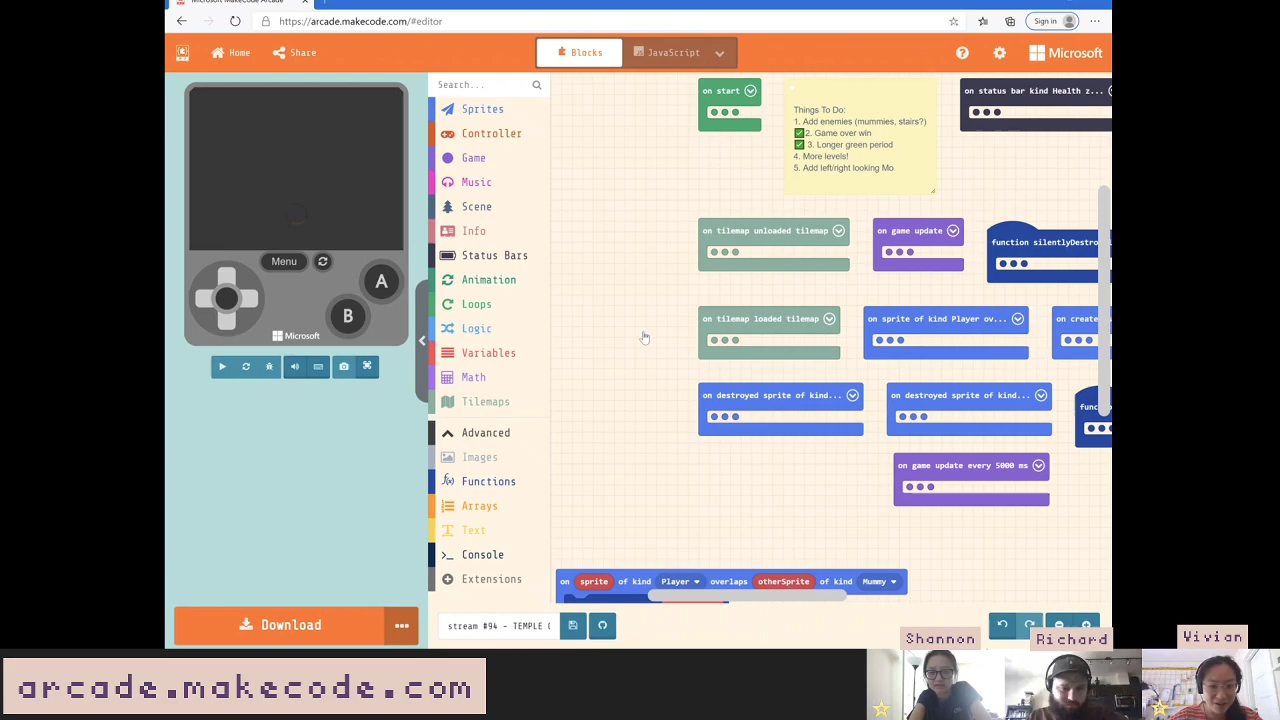 Microsoft MakeCode Arcade
https://arcade.makecode.com/#editor
Sign in
Home
Share
Blocks
JavaScript
Microsoft
Search...
Sprites
Controller
Game
Music
Scene
Info
Status Bars
Animation
Loops
Logic
Variables
Math
Tilemaps
Advanced
Images
Functions
Arrays
Text
Console
Extensions
Menu
A
B
Microsoft
Download
on start
Things To Do:
1. Add enemies (mummies, stairs?)
✅2. Game over win
✅ 3. Longer green period
4. More levels!
5. Add left/right looking Mo
on status bar kind Health z...
on tilemap unloaded tilemap
on game update
function silentlyDestro
on tilemap loaded tilemap
on sprite of kind Player ov...
on create
on destroyed sprite of kind...
on destroyed sprite of kind...
func
on game update every 5000 ms
on sprite of kind Player overlaps otherSprite of kind Mummy
stream #94 - TEMPLE
Shannon
Richard
Vivian
arcade.makecode.com